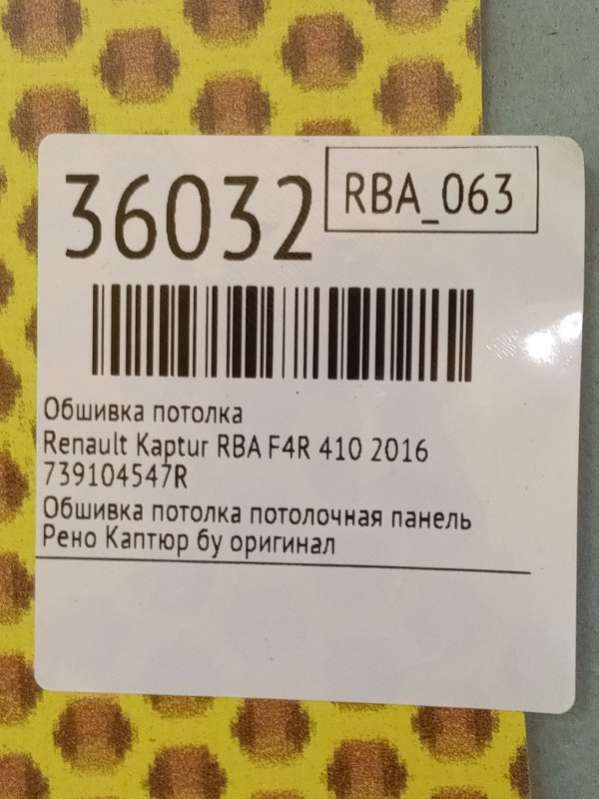 36032
RBA_063
Обшивка потолка
Renault Kaptur RBA F4R 410 2016
739104547R
Обшивка потолка потолочная панель
Рено Каптюр бу оригинал